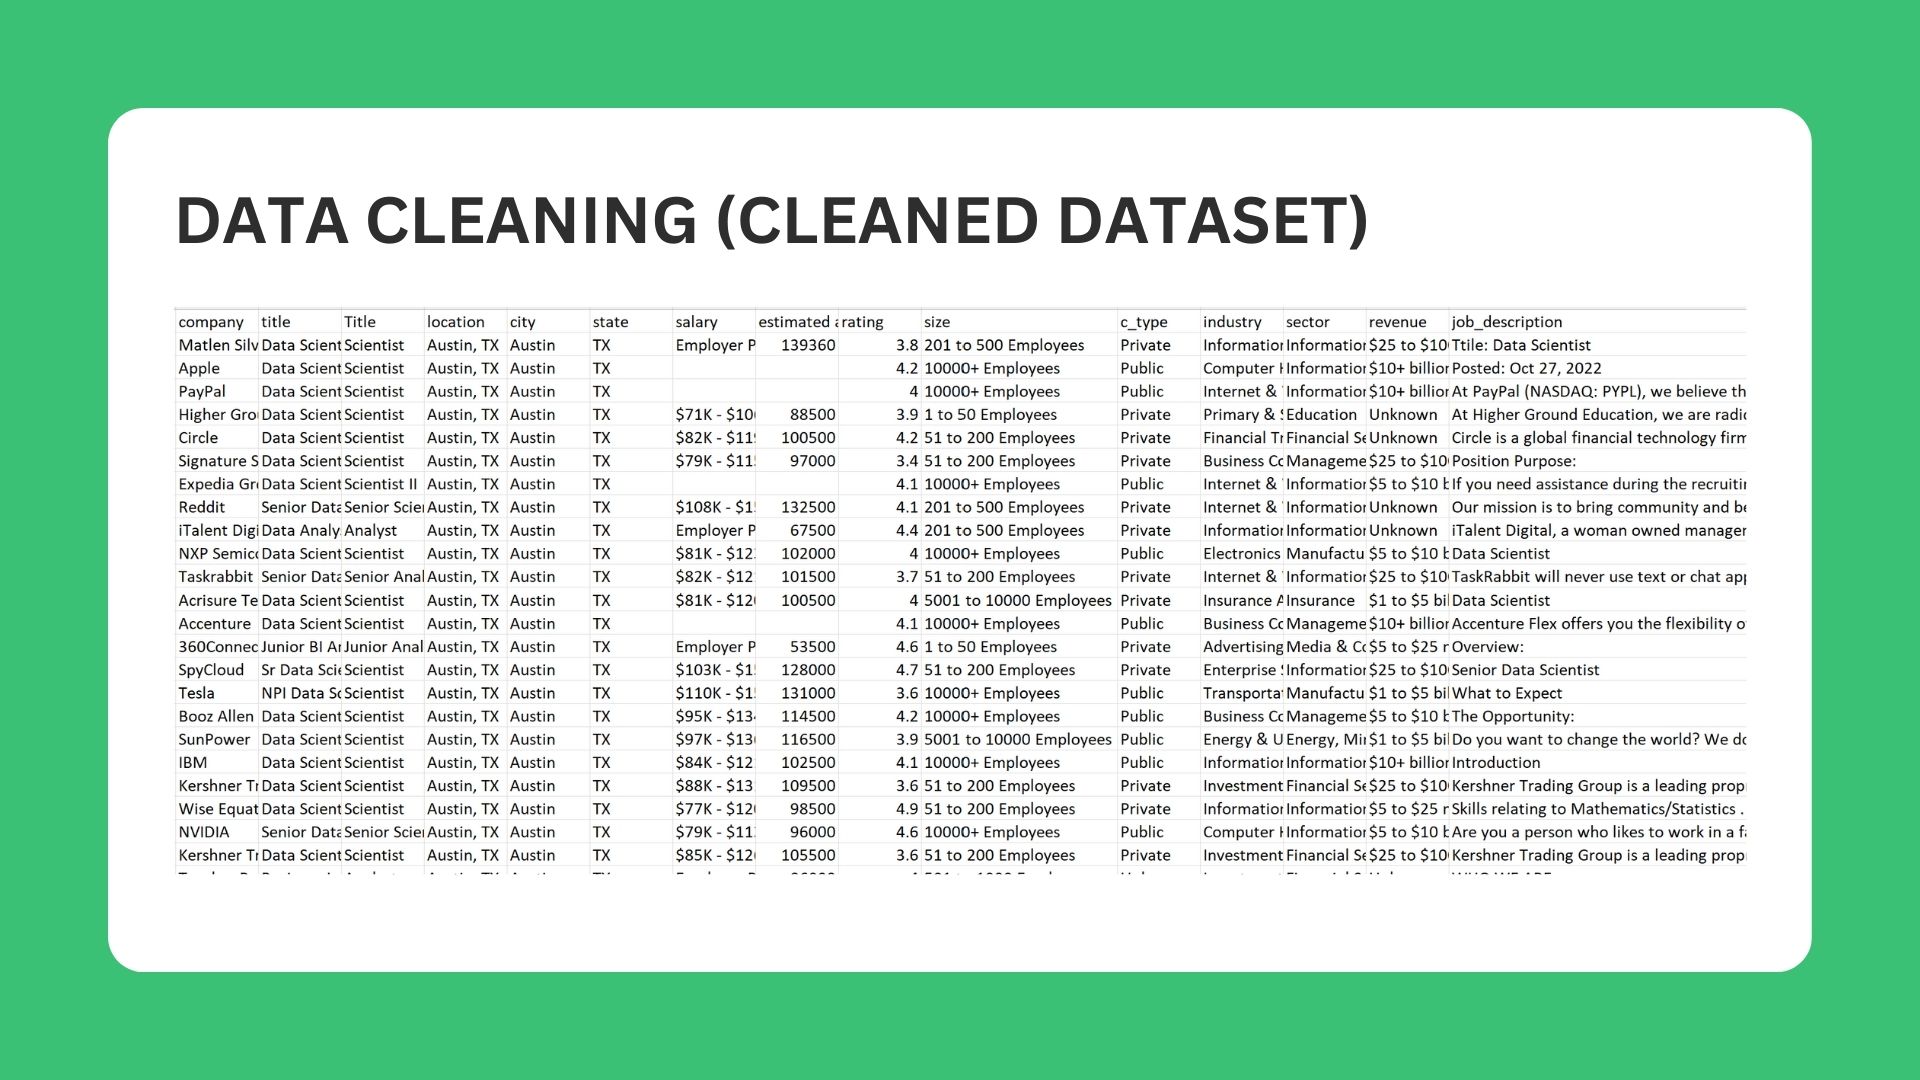 DATA CLEANING (CLEANED DATASET)
company title Title location city state salary estimated rating size c_type industry sector revenue job_description
Matlen Silv Data Scient Scientist Austin, TX Austin TX Employer P 139360 3.8 201 to 500 Employees Private Information Information $25 to $10 Ttile: Data Scientist
Apple Data Scient Scientist Austin, TX Austin TX 4.2 10000+ Employees Public Computer Information $10+ billion Posted: Oct 27, 2022
PayPal Data Scient Scientist Austin, TX Austin TX 4 10000+ Employees Public Internet & Information $10+ billion At PayPal (NASDAQ: PYPL), we believe th
Higher Gro Data Scient Scientist Austin, TX Austin TX $71K - $10 88500 3.9 1 to 50 Employees Private Primary & Education Unknown At Higher Ground Education, we are radic
Circle Data Scient Scientist Austin, TX Austin TX $82K - $119 100500 4.2 51 to 200 Employees Private Financial Tr Financial Se Unknown Circle is a global financial technology firm
Signature S Data Scient Scientist Austin, TX Austin TX $79K - $11 97000 3.4 51 to 200 Employees Private Business Co Manageme $25 to $10 Position Purpose:
Expedia Gr Data Scient Scientist II Austin, TX Austin TX 4.1 10000+ Employees Public Internet & Information $5 to $10 b If you need assistance during the recruitin
Reddit Senior Data Senior Scie Austin, TX Austin TX $108K - $1 132500 4.1 201 to 500 Employees Private Internet & Information Unknown Our mission is to bring community and be
iTalent Digi Data Analy Analyst Austin, TX Austin TX Employer P 67500 4.4 201 to 500 Employees Private Information Information Unknown iTalent Digital, a woman owned manager
NXP Semic Data Scient Scientist Austin, TX Austin TX $81K - $12 102000 4 10000+ Employees Public Electronics Manufactu $5 to $10 b Data Scientist
Taskrabbit Senior Data Senior Anal Austin, TX Austin TX $82K - $12 101500 3.7 51 to 200 Employees Private Internet & Information $25 to $10 TaskRabbit will never use text or chat app
Acrisure Te Data Scient Scientist Austin, TX Austin TX $81K - $12 100500 4 5001 to 10000 Employees Private Insurance A Insurance $1 to $5 bil Data Scientist
Accenture Data Scient Scientist Austin, TX Austin TX 4.1 10000+ Employees Public Business Co Manageme $10+ billion Accenture Flex offers you the flexibility o
360Connec Junior BI A Junior Anal Austin, TX Austin TX Employer P 53500 4.6 1 to 50 Employees Private Advertising Media & Co $5 to $25 Overview:
SpyCloud Sr Data Scie Scientist Austin, TX Austin TX $103K - $1 128000 4.7 51 to 200 Employees Private Enterprise Information $25 to $10 Senior Data Scientist
Tesla NPI Data Sc Scientist Austin, TX Austin TX $110K - $1 131000 3.6 10000+ Employees Public Transporta Manufactu $1 to $5 bil What to Expect
Booz Allen Data Scient Scientist Austin, TX Austin TX $95K - $13 114500 4.2 10000+ Employees Public Business Co Manageme $5 to $10 b The Opportunity:
SunPower Data Scient Scientist Austin, TX Austin TX $97K - $13 116500 3.9 5001 to 10000 Employees Public Energy & U Energy, Mi $1 to $5 bil Do you want to change the world? We do
IBM Data Scient Scientist Austin, TX Austin TX $84K - $12 102500 4.1 10000+ Employees Public Information Information $10+ billion Introduction
Kershner Tr Data Scient Scientist Austin, TX Austin TX $88K - $13 109500 3.6 51 to 200 Employees Private Investment Financial Se $25 to $10 Kershner Trading Group is a leading prop
Wise Equat Data Scient Scientist Austin, TX Austin TX $77K - $12 98500 4.9 51 to 200 Employees Private Information Information $5 to $25 Skills relating to Mathematics/Statistics .
NVIDIA Senior Data Senior Scie Austin, TX Austin TX $79K - $11 96000 4.6 10000+ Employees Public Computer Information $5 to $10 b Are you a person who likes to work in a fa
Kershner Tr Data Scient Scientist Austin, TX Austin TX $85K - $12 105500 3.6 51 to 200 Employees Private Investment Financial Se $25 to $10 Kershner Trading Group is a leading prop